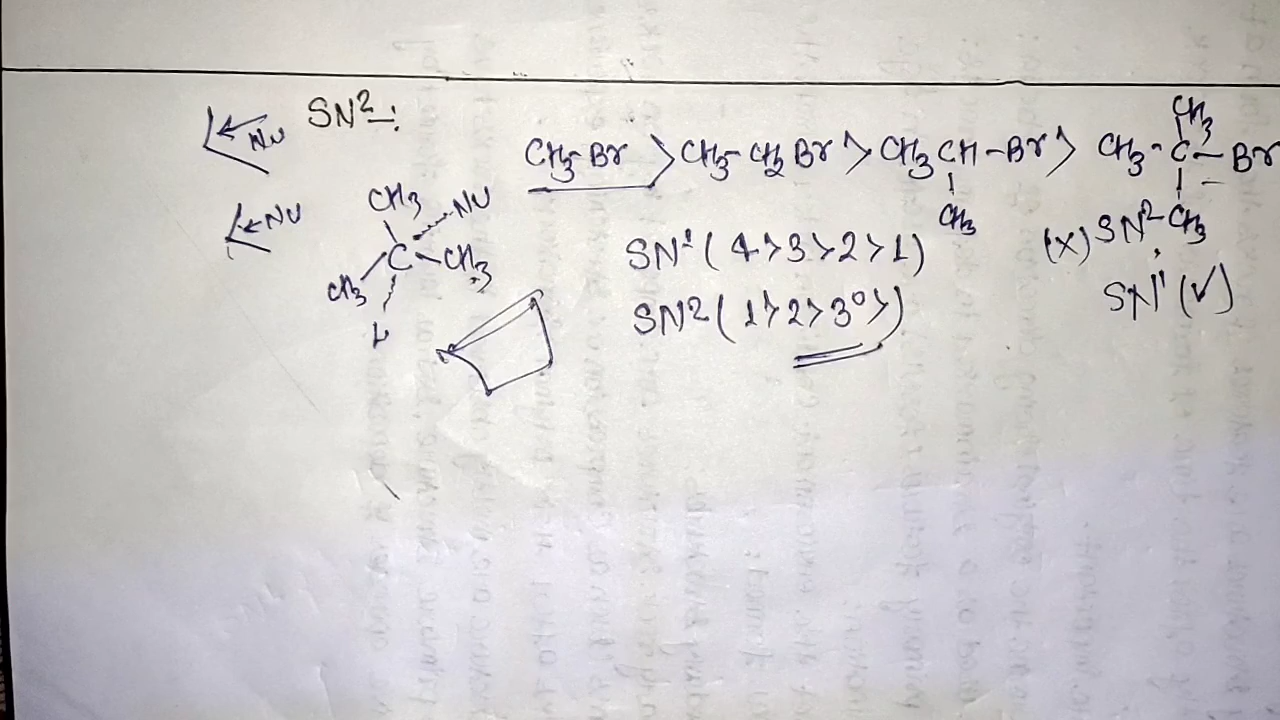 SN²-:
Nu
CH₃-Br > CH₃-CH₂Br > CH₃CH-Br > CH₃-C-Br
CH₃
CH₃
CH₃
Nu
CH₃
Nu
C
CH₃
CH₃
L
SN¹ ( 4>3>2>1 )
(x) SN²
SN² ( 1>2>3°> )
SN¹ (✓)